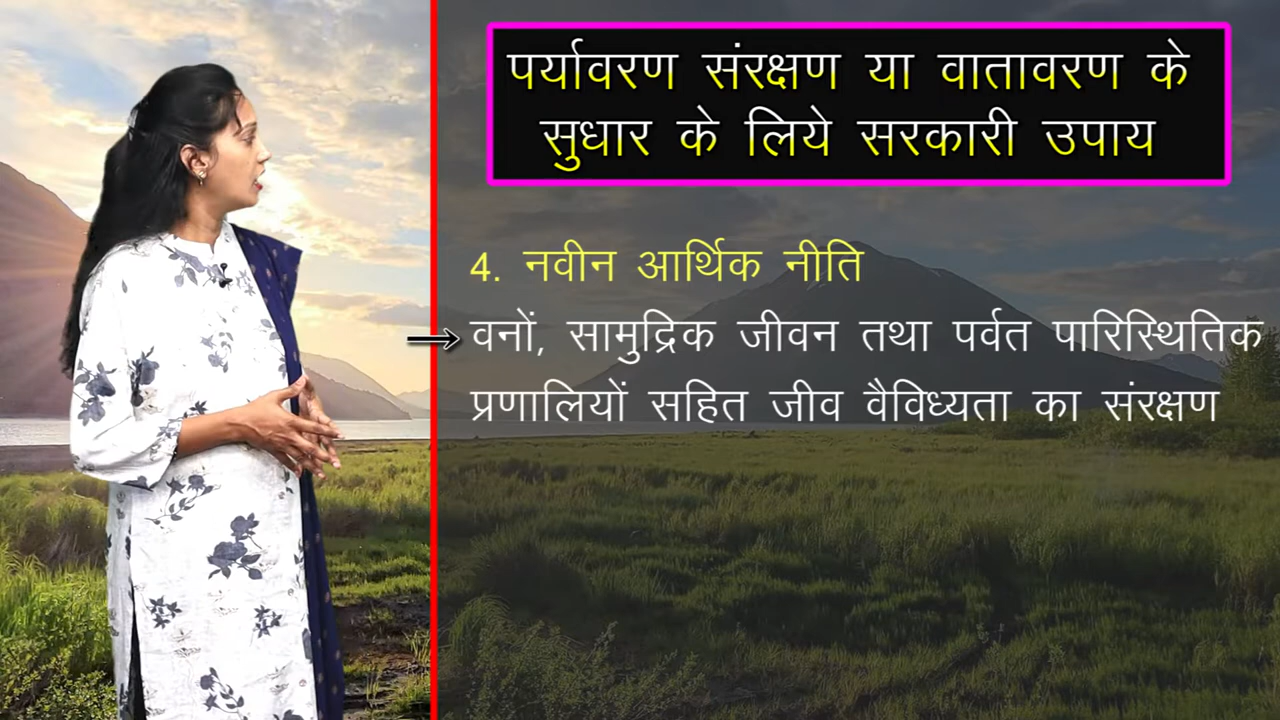 पर्यावरण संरक्षण या वातावरण के
सुधार के लिये सरकारी उपाय
4. नवीन आर्थिक नीति
→ वनों, सामुद्रिक जीवन तथा पर्वत पारिस्थितिक
प्रणालियों सहित जीव वैविध्यता का संरक्षण